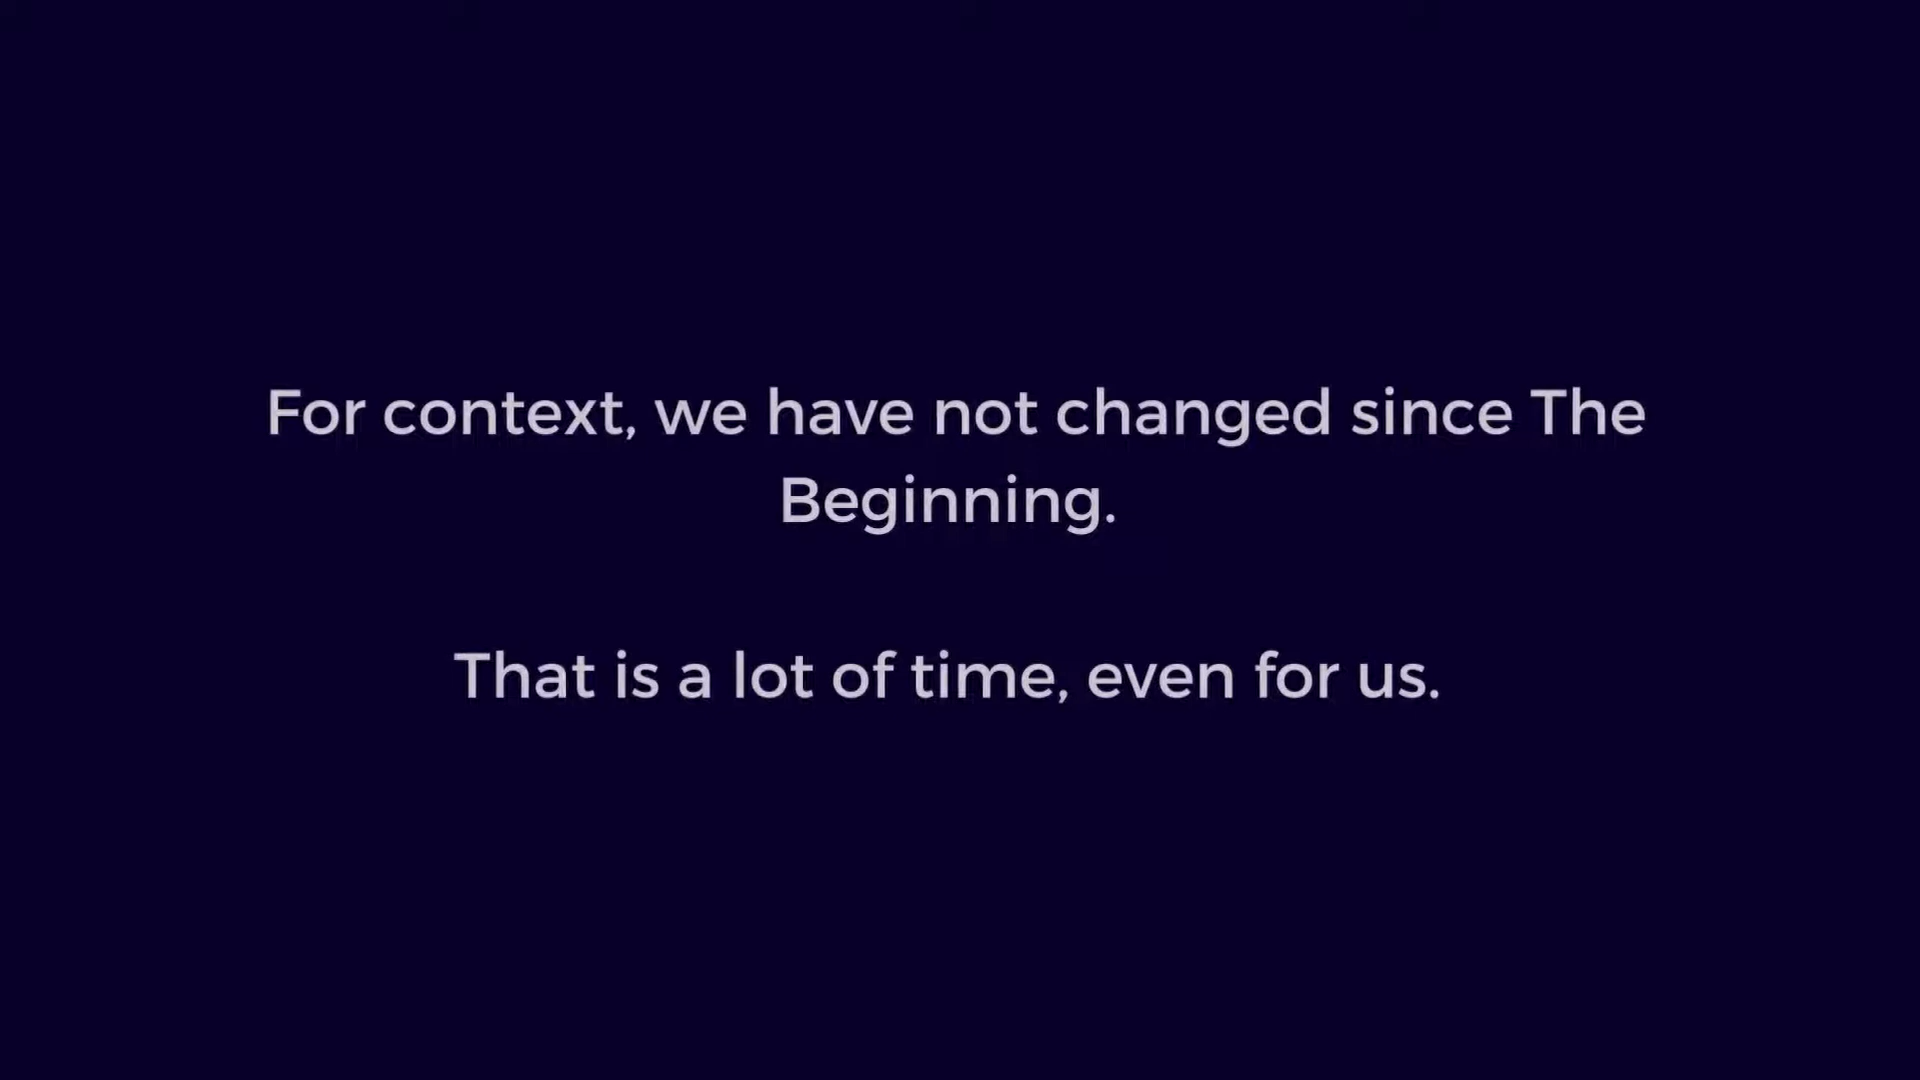 For context, we have not changed since The
Beginning.
That is a lot of time, even for us.